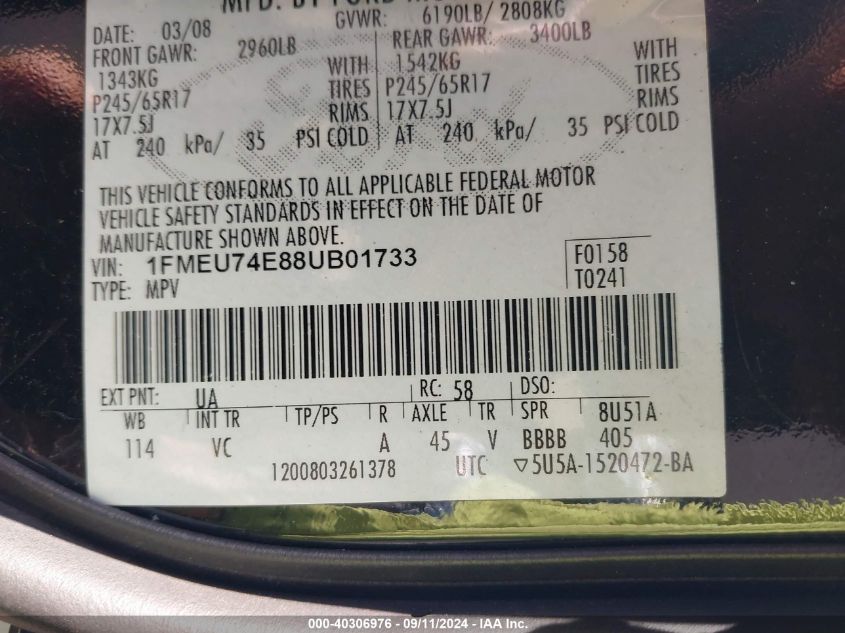 MFD. BY FORD
DATE: 03/08 GVWR: 6190LB/ 2808KG
FRONT GAWR: 2960LB REAR GAWR: 3400LB
1343KG WITH 1542KG WITH
P245/65R17 TIRES P245/65R17 TIRES
17X7.5J RIMS 17X7.5J RIMS
AT 240 kPa/ 35 PSI COLD AT 240 kPa/ 35 PSI COLD
THIS VEHICLE CONFORMS TO ALL APPLICABLE FEDERAL MOTOR
VEHICLE SAFETY STANDARDS IN EFFECT ON THE DATE OF
MANUFACTURE SHOWN ABOVE.
VIN: 1FMEU74E88UB01733 F0158
TYPE: MPV T0241
EXT PNT: UA RC: 58 DSO:
WB INT TR TP/PS R AXLE TR SPR 8U51A
114 VC A 45 V BBBB 405
1200803261378 UTC ▽5U5A-1520472-BA
000-40306976 - 09/11/2024 - IAA, Inc.